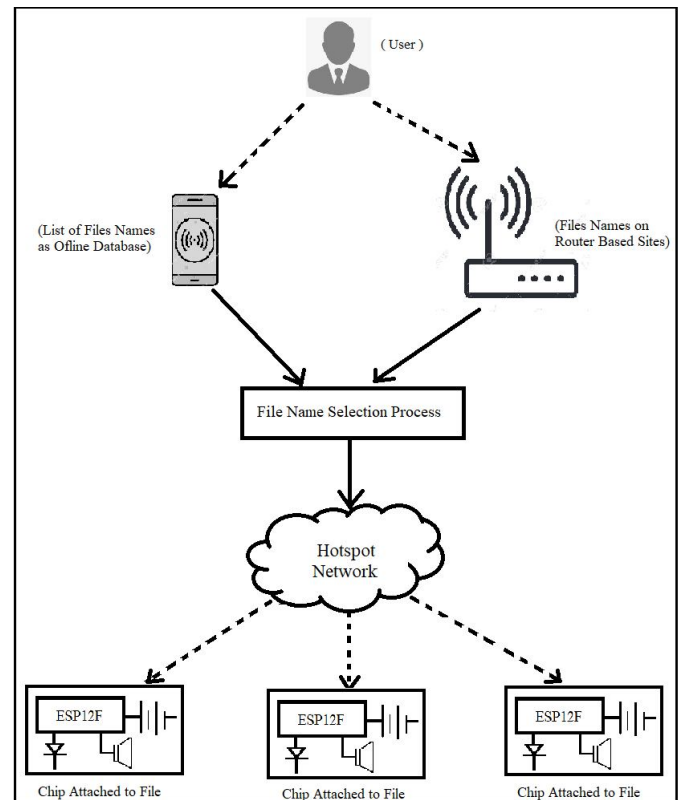 ( User )
(List of Files Names
as Ofline Database)
(Files Names on
Router Based Sites)
File Name Selection Process
Hotspot
Network
ESP12F
ESP12F
ESP12F
Chip Attached to File
Chip Attached to File
Chip Attached to File